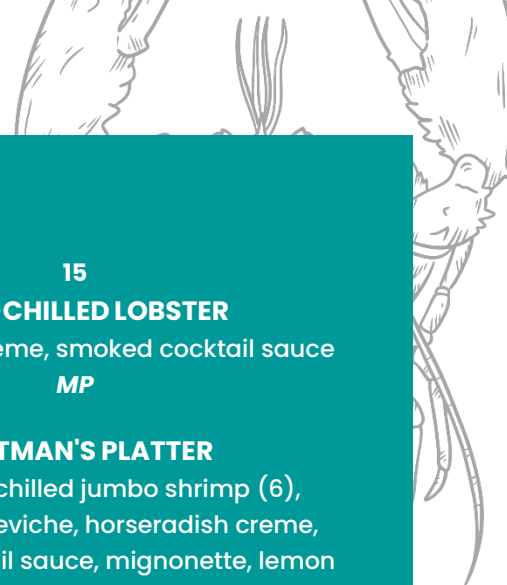 15
CHILLED LOBSTER
eme, smoked cocktail sauce
MP
TMAN'S PLATTER
chilled jumbo shrimp (6),
eviche, horseradish creme,
il sauce, mignonette, lemon